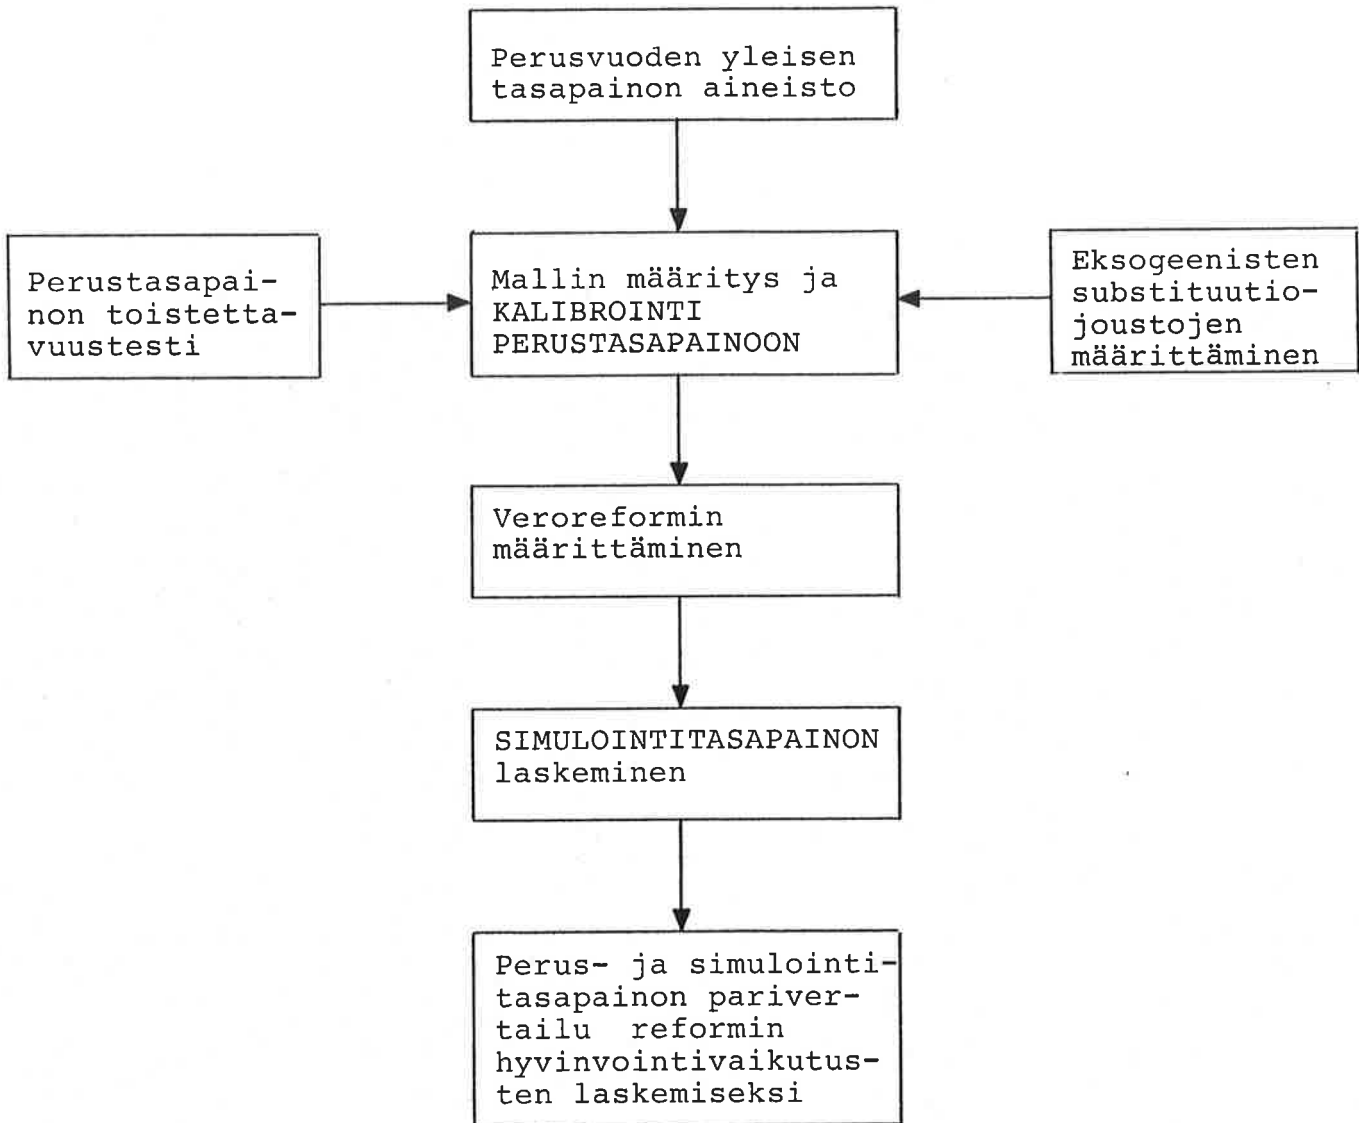 Perusvuoden yleisen
tasapainon aineisto
Perustasapai-
non toistetta-
vuustesti
Mallin määritys ja
KALIBROINTI
PERUSTASAPAINOON
Eksogeenisten
substituutio-
joustojen
määrittäminen
Veroreformin
määrittäminen
SIMULOINTITASAPAINON
laskeminen
Perus- ja simulointi-
tasapainon pariver-
tailu reformin
hyvinvointivaikutus-
ten laskemiseksi